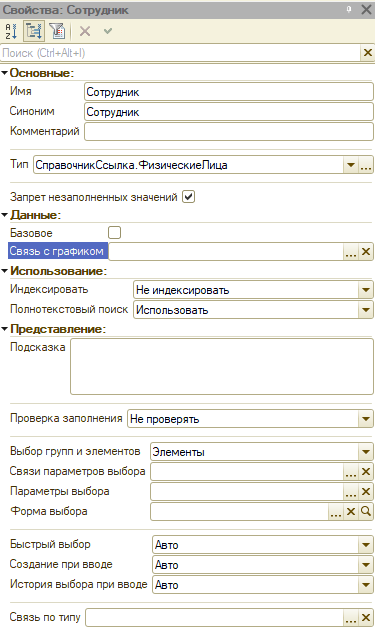 Свойства: Сотрудник
Поиск (Ctrl+Alt+I)
Основные:
Имя Сотрудник
Синоним Сотрудник
Комментарий
Тип СправочникСсылка.ФизическиеЛица
Запрет незаполненных значений
Данные:
Базовое
Связь с графиком
Использование:
Индексировать Не индексировать
Полнотекстовый поиск Использовать
Представление:
Подсказка
Проверка заполнения Не проверять
Выбор групп и элементов Элементы
Связи параметров выбора
Параметры выбора
Форма выбора
Быстрый выбор Авто
Создание при вводе Авто
История выбора при вводе Авто
Связь по типу